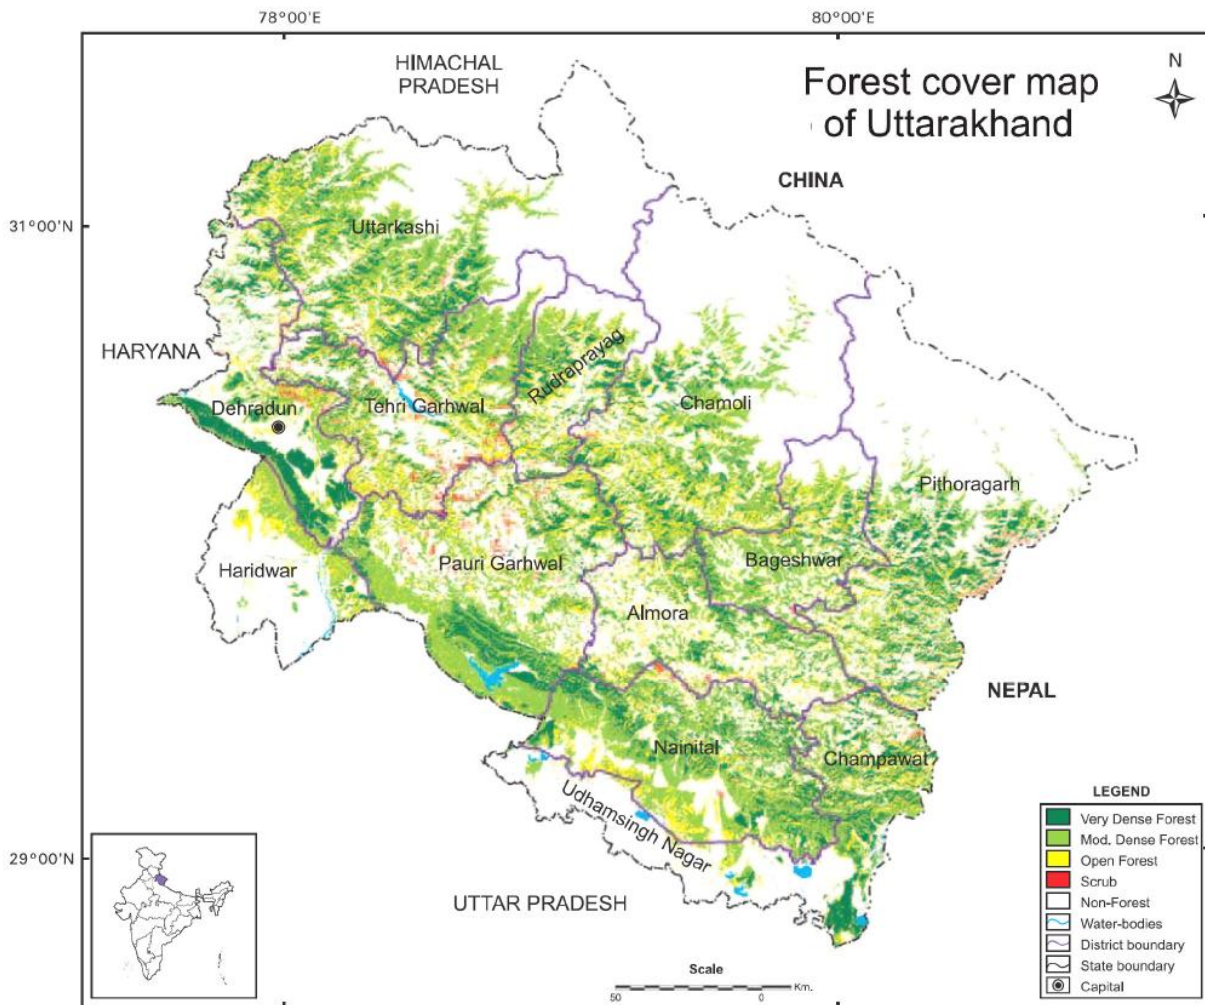 78°00'E
80°00'E
HIMACHAL
PRADESH
Forest cover map
of Uttarakhand
N
CHINA
31°00'N
Uttarkashi
HARYANA
Rudraprayag
Dehradun
Tehri Garhwal
Chamoli
Pithoragarh
Haridwar
Pauri Garhwal
Bageshwar
Almora
NEPAL
Nainital
Champawat
Udhamsingh Nagar
29°00'N
UTTAR PRADESH
LEGEND
Very Dense Forest
Mod. Dense Forest
Open Forest
Scrub
Non-Forest
Water-bodies
District boundary
State boundary
Capital
Scale
50 0 Km.